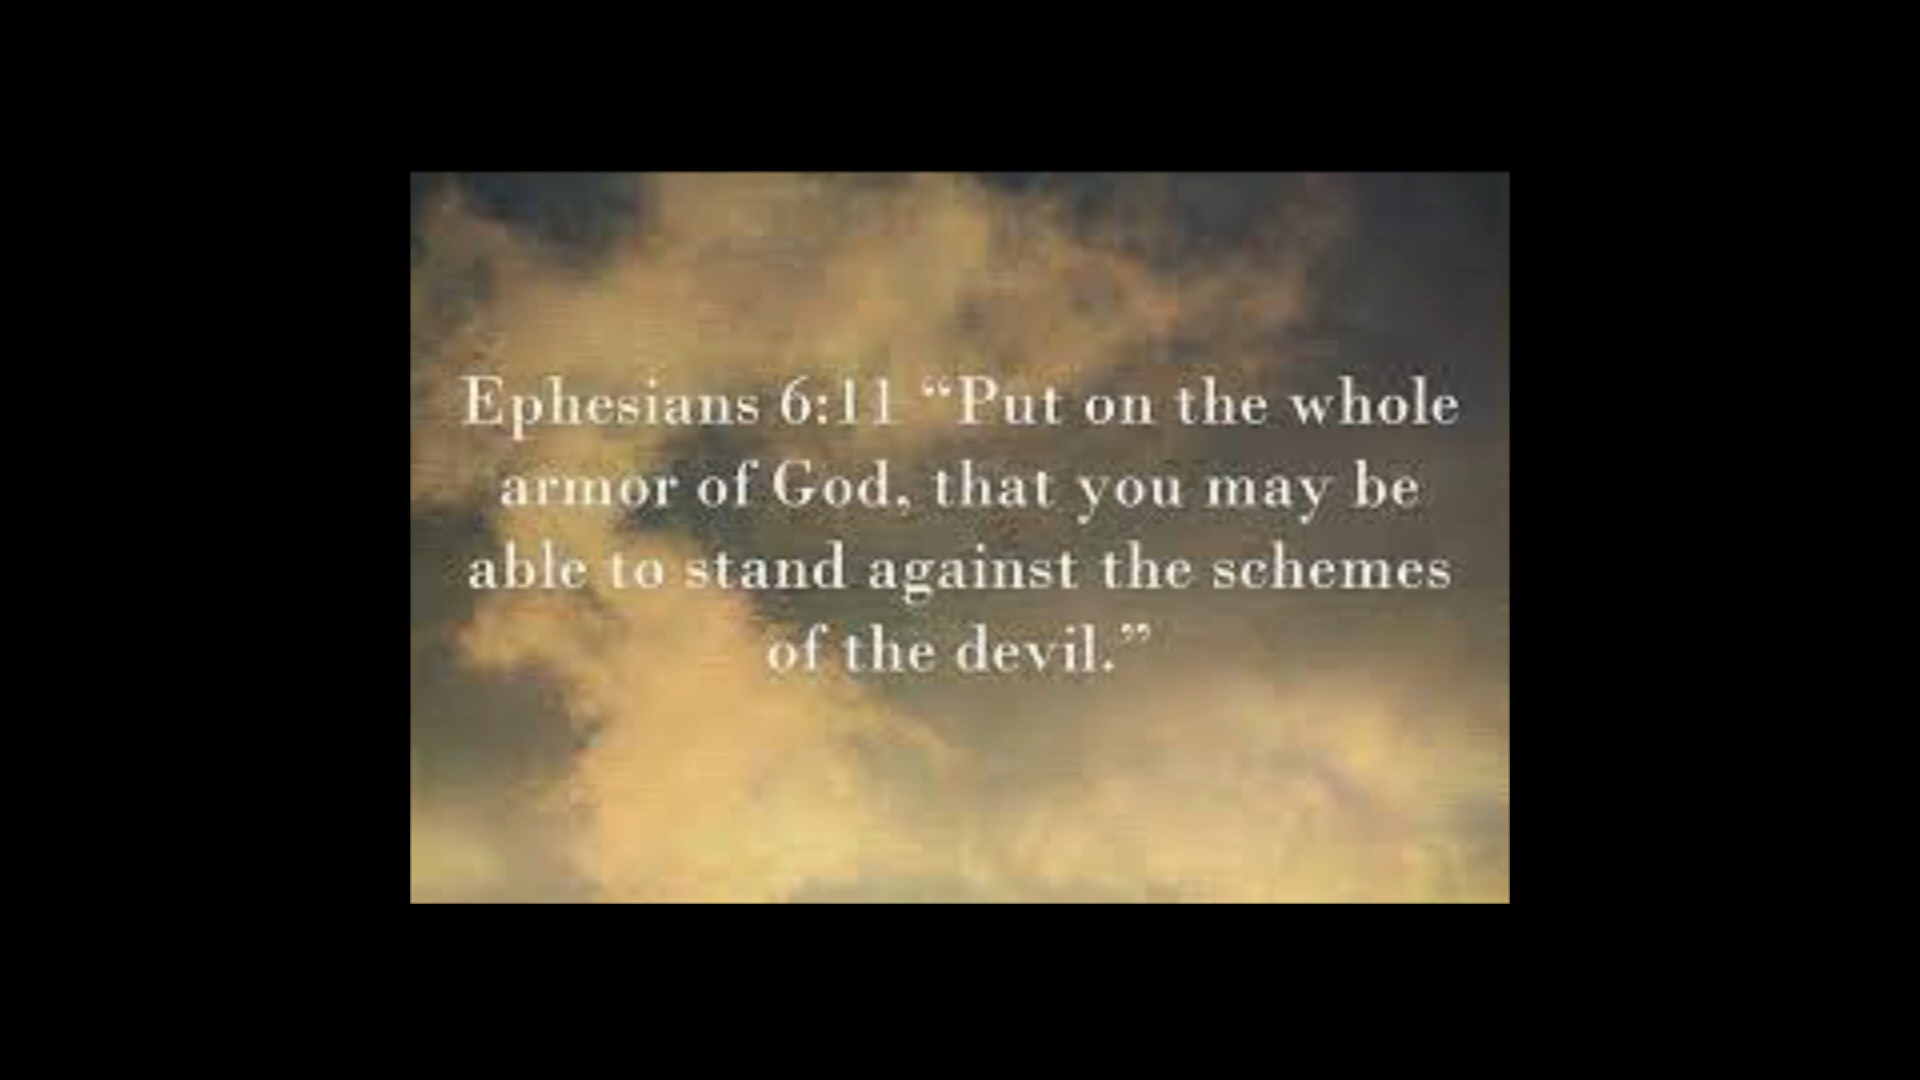 Ephesians 6:11 “Put on the whole
armor of God, that you may be
able to stand against the schemes
of the devil.”